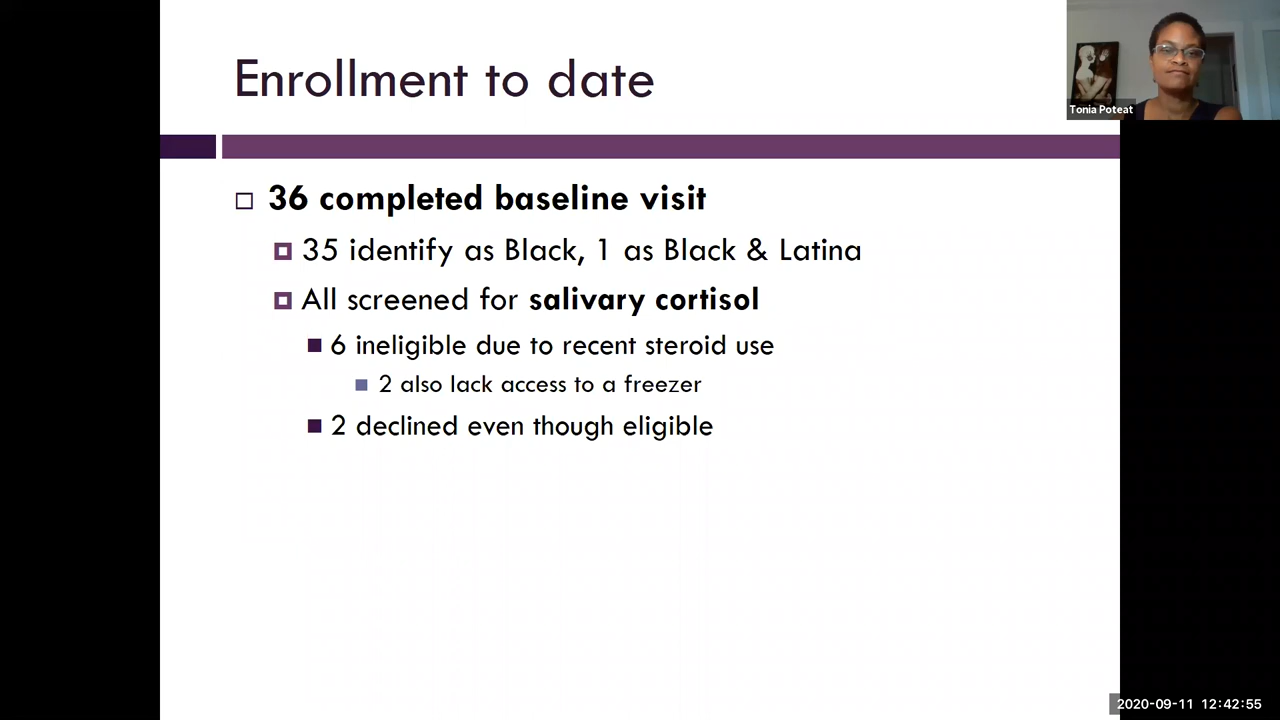 Enrollment to date
Tonia Poteat
36 completed baseline visit
35 identify as Black, 1 as Black & Latina
All screened for salivary cortisol
6 ineligible due to recent steroid use
2 also lack access to a freezer
2 declined even though eligible
2020-09-11 12:42:55